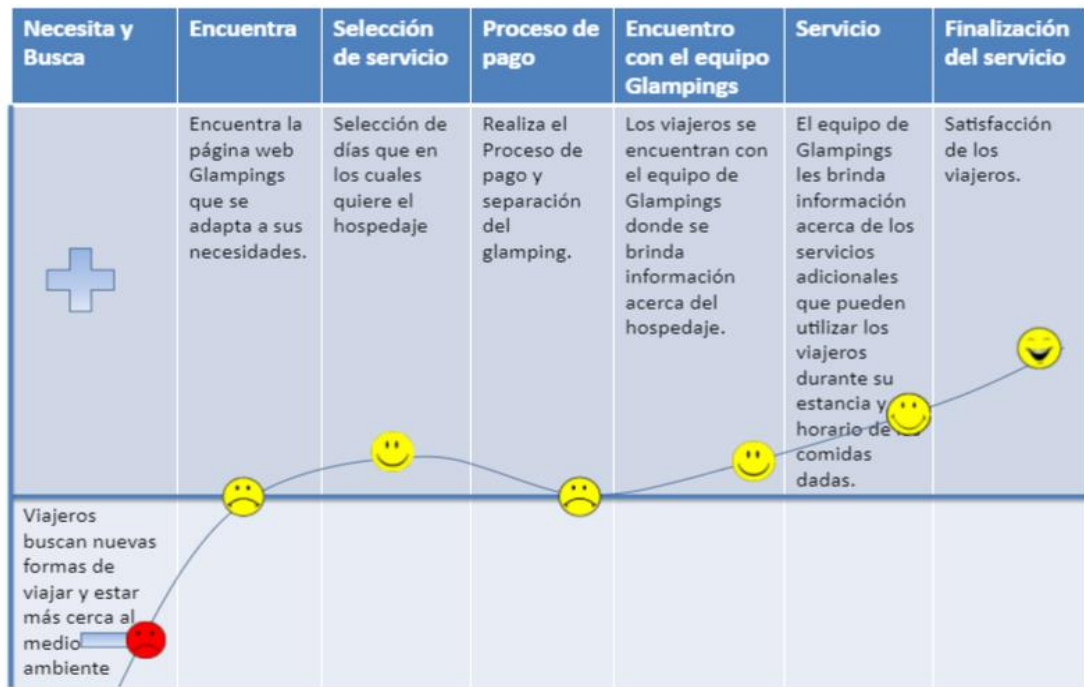 Necesita y
Busca
Encuentra
Selección
de servicio
Proceso de
pago
Encuentro
con el equipo
Glampings
Servicio
Finalización
del servicio
Encuentra la
página web
Glampings
que se
adapta a sus
necesidades.
Selección de
días que en
los cuales
quiere el
hospedaje
Realiza el
Proceso de
pago y
separación
del
glamping.
Los viajeros se
encuentran con
el equipo de
Glampings
donde se
brinda
información
acerca del
hospedaje.
El equipo de
Glampings
les brinda
información
acerca de los
servicios
adicionales
que pueden
utilizar los
viajeros
durante su
estancia y
horario de
comidas
dadas.
Satisfacción
de los
viajeros.
Viajeros
buscan nuevas
formas de
viajar y estar
más cerca al
medio
ambiente